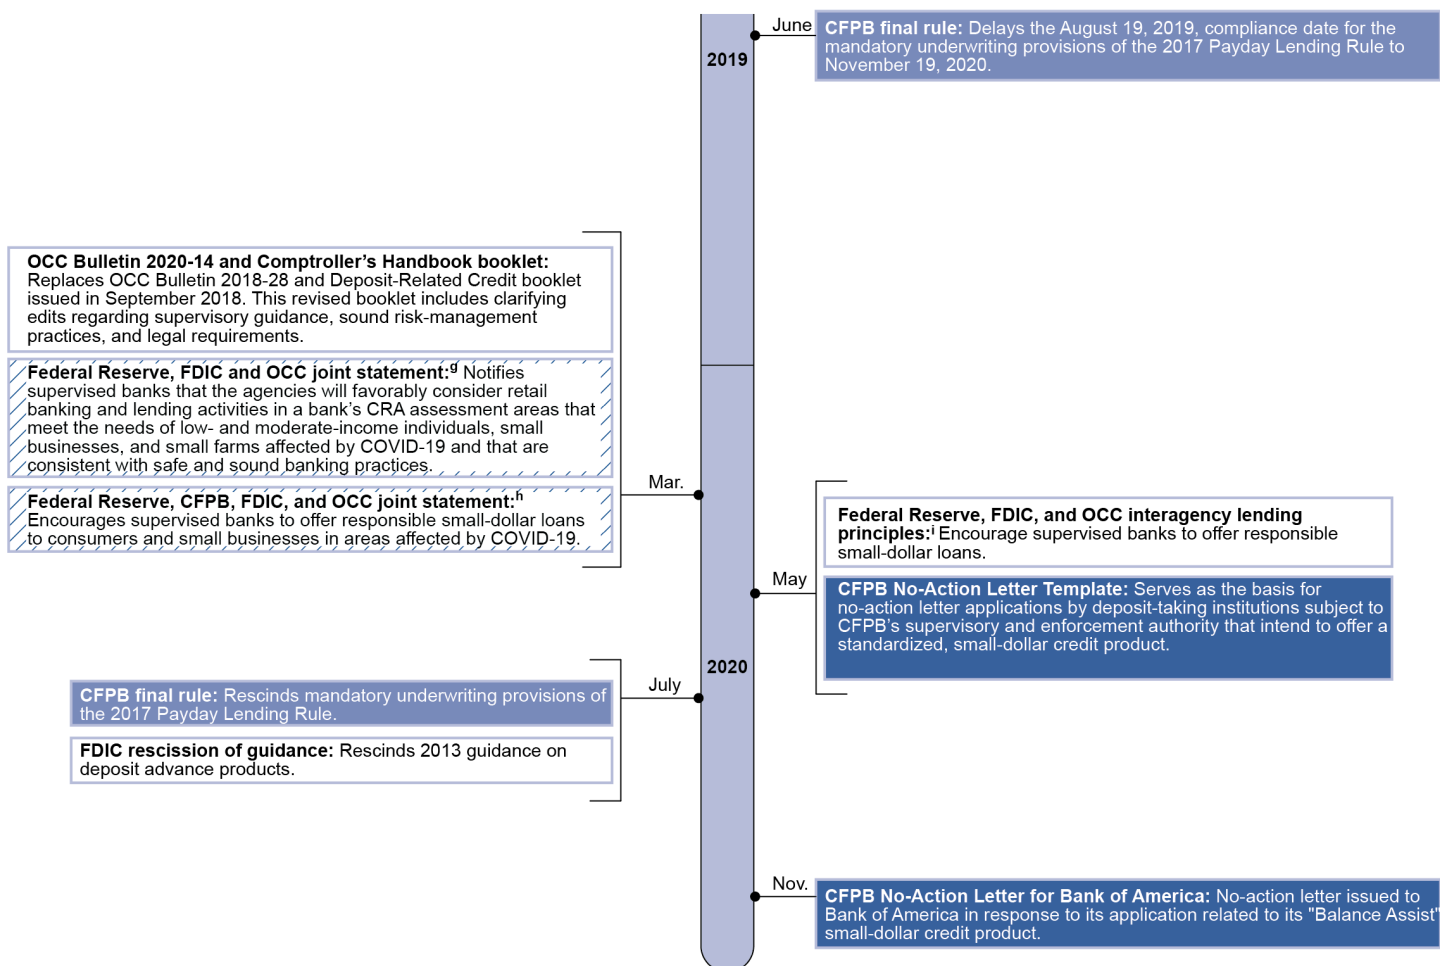 2019
June
CFPB final rule: Delays the August 19, 2019, compliance date for the
mandatory underwriting provisions of the 2017 Payday Lending Rule to
November 19, 2020.
OCC Bulletin 2020-14 and Comptroller’s Handbook booklet:
Replaces OCC Bulletin 2018-28 and Deposit-Related Credit booklet
issued in September 2018. This revised booklet includes clarifying
edits regarding supervisory guidance, sound risk-management
practices, and legal requirements.
Federal Reserve, FDIC and OCC joint statement:g Notifies
supervised banks that the agencies will favorably consider retail
banking and lending activities in a bank’s CRA assessment areas that
meet the needs of low- and moderate-income individuals, small
businesses, and small farms affected by COVID-19 and that are
consistent with safe and sound banking practices.
Federal Reserve, CFPB, FDIC, and OCC joint statement:h
Encourages supervised banks to offer responsible small-dollar loans
to consumers and small businesses in areas affected by COVID-19.
Mar.
May
Federal Reserve, FDIC, and OCC interagency lending
principles:i Encourage supervised banks to offer responsible
small-dollar loans.
CFPB No-Action Letter Template: Serves as the basis for
no-action letter applications by deposit-taking institutions subject to
CFPB’s supervisory and enforcement authority that intend to offer a
standardized, small-dollar credit product.
2020
July
CFPB final rule: Rescinds mandatory underwriting provisions of
the 2017 Payday Lending Rule.
FDIC rescission of guidance: Rescinds 2013 guidance on
deposit advance products.
Nov.
CFPB No-Action Letter for Bank of America: No-action letter issued to
Bank of America in response to its application related to its "Balance Assist"
small-dollar credit product.